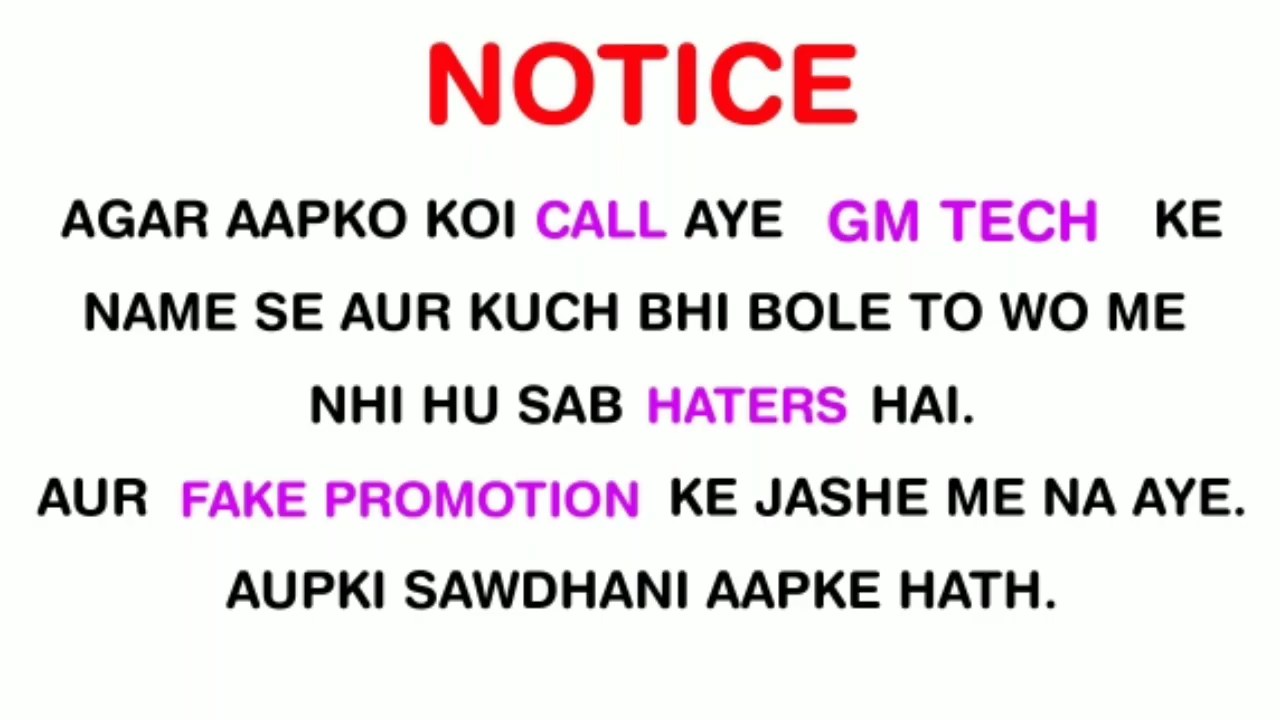 NOTICE
AGAR AAPKO KOI CALL AYE GM TECH KE
NAME SE AUR KUCH BHI BOLE TO WO ME
NHI HU SAB HATERS HAI.
AUR FAKE PROMOTION KE JASHE ME NA AYE.
AUPKI SAWDHANI AAPKE HATH.